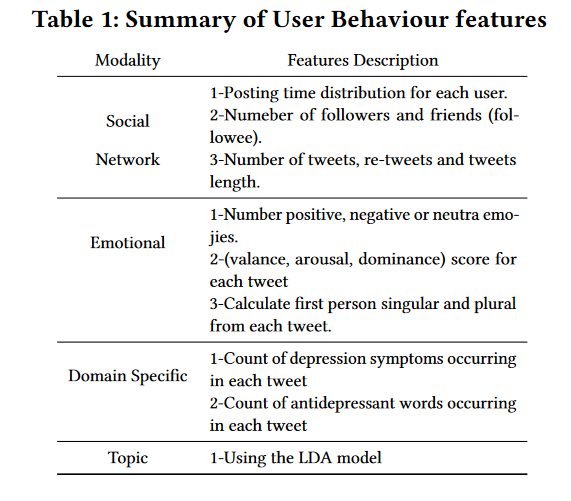 Table 1: Summary of User Behaviour features
Modality Features Description
Social
Network
1-Posting time distribution for each user.
2-Numeber of followers and friends (fol-
lowee).
3-Number of tweets, re-tweets and tweets
length.
Emotional
1-Number positive, negative or neutra emo-
jies.
2-(valance, arousal, dominance) score for
each tweet
3-Calculate first person singular and plural
from each tweet.
Domain Specific
1-Count of depression symptoms occurring
in each tweet
2-Count of antidepressant words occurring
in each tweet
Topic 1-Using the LDA model